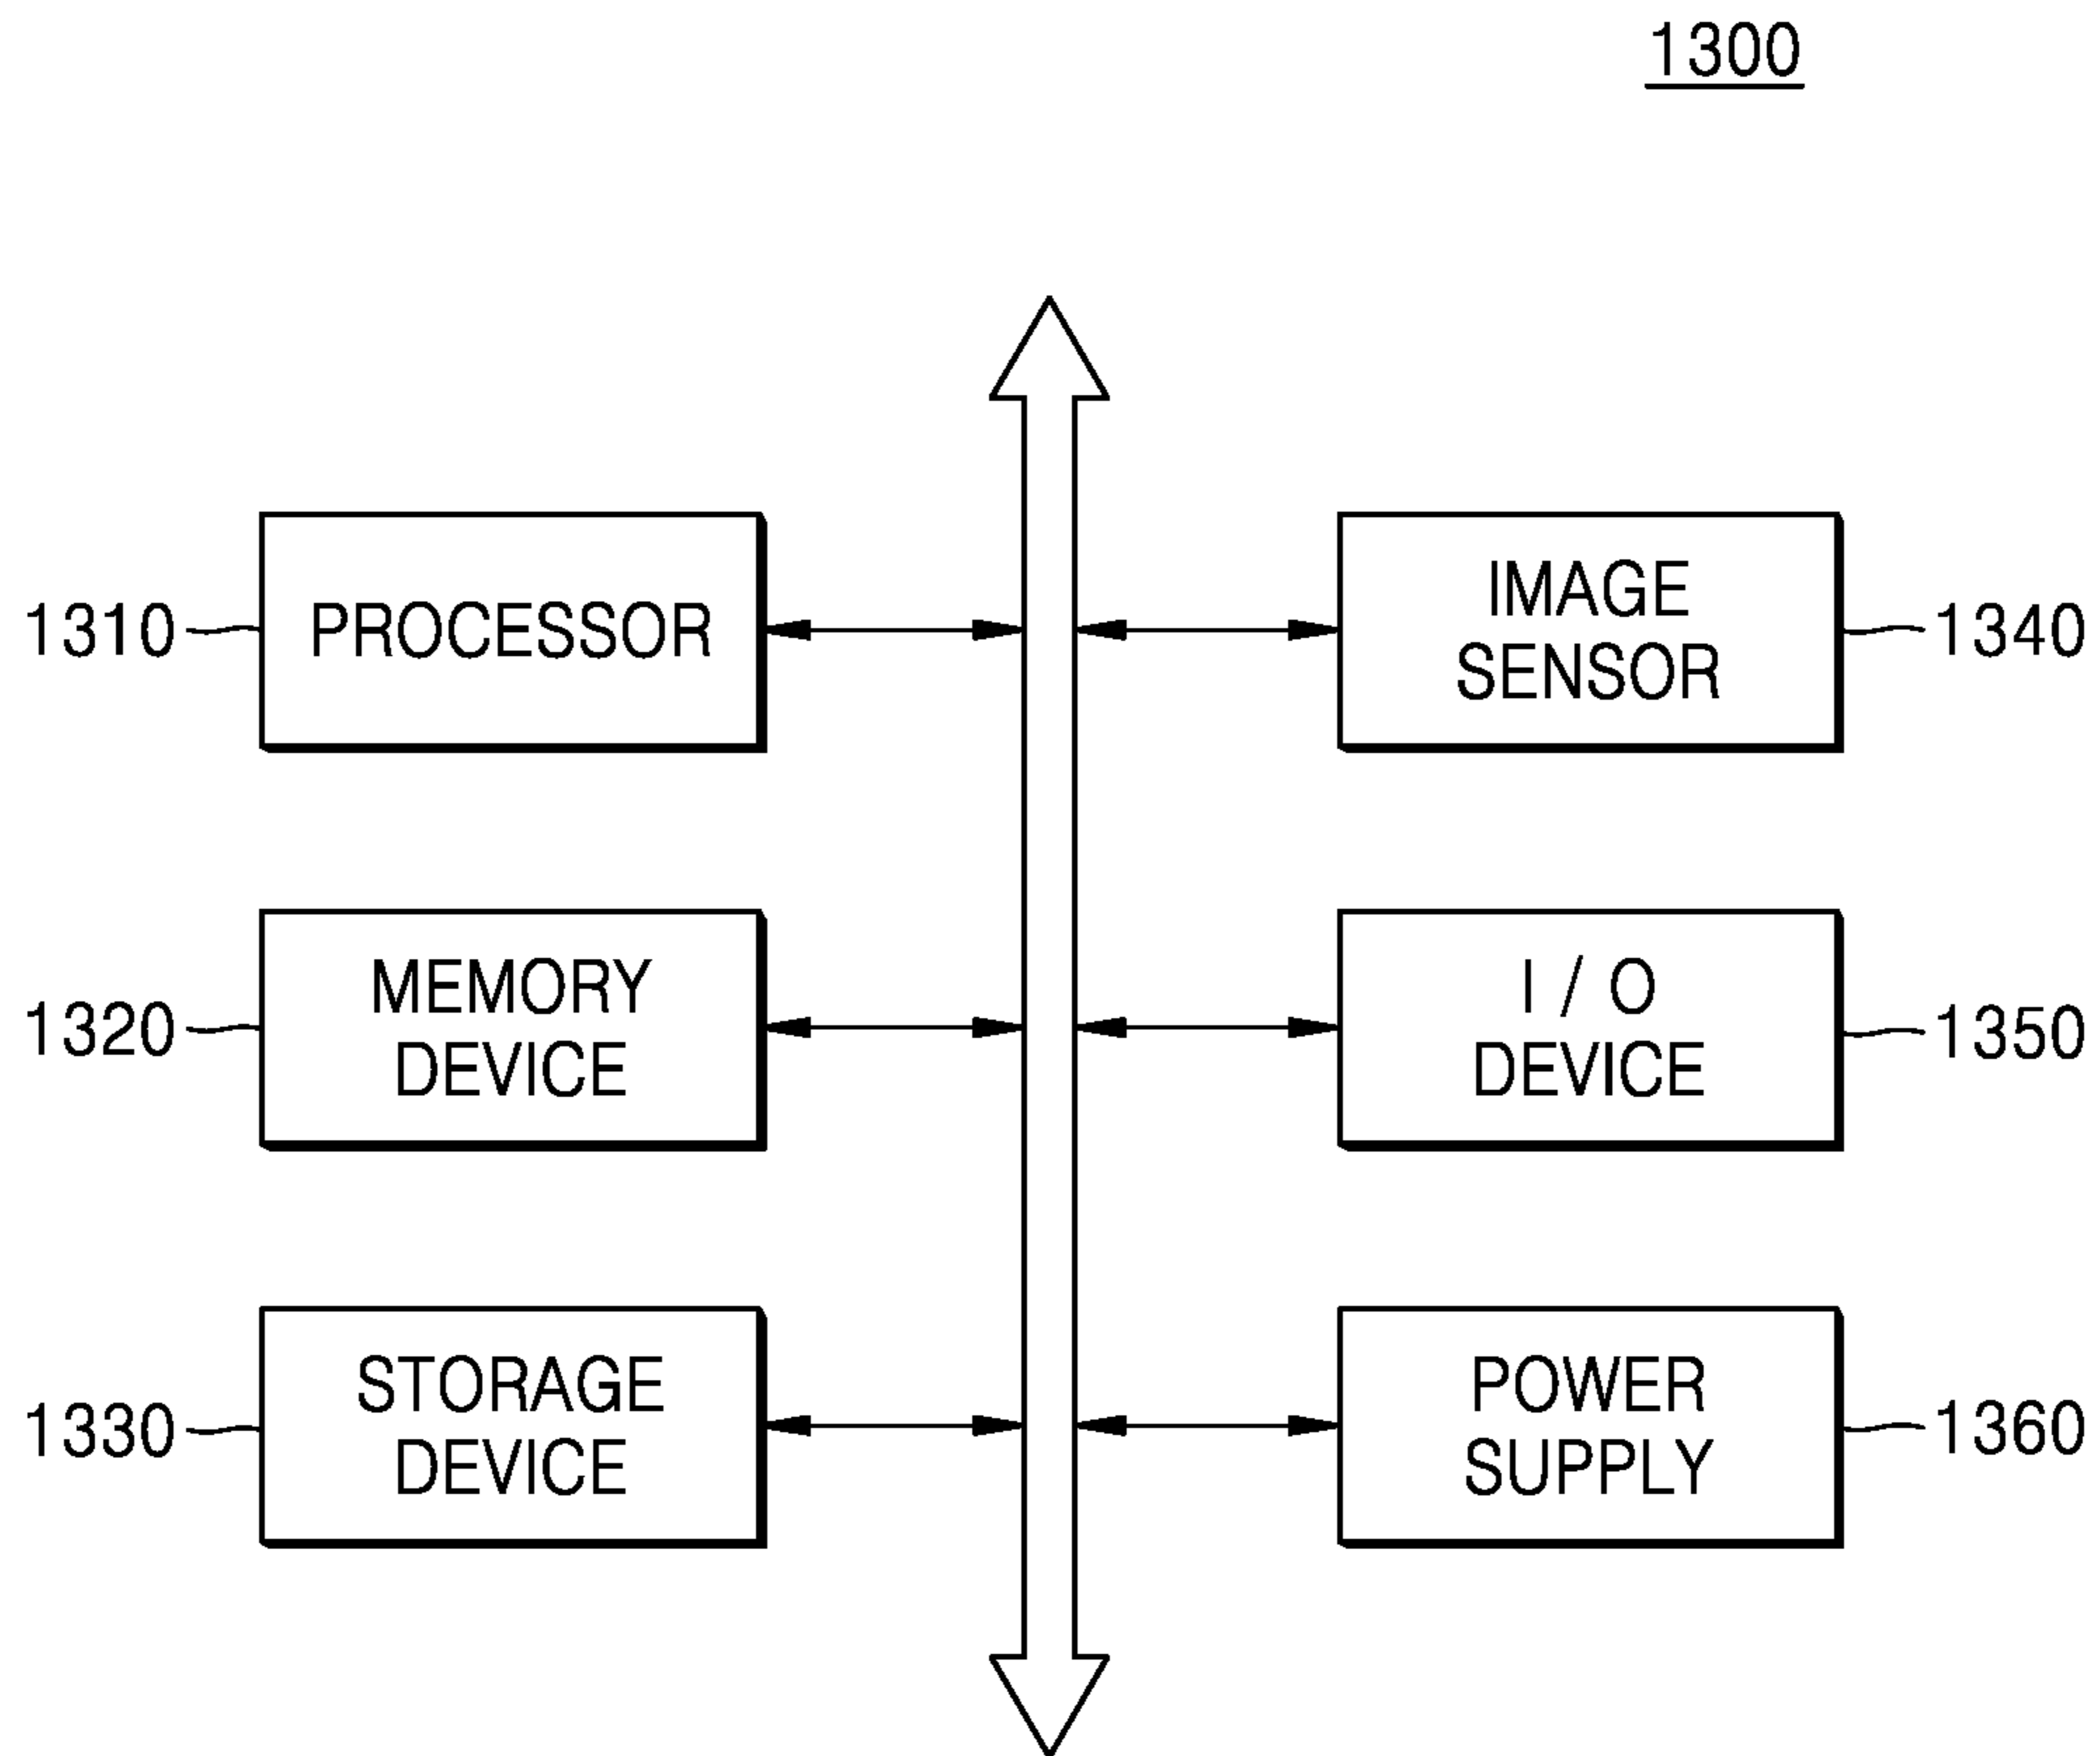 1300
1310
PROCESSOR
IMAGE
SENSOR
1340
1320
MEMORY
DEVICE
I / O
DEVICE
1350
1330
STORAGE
DEVICE
POWER
SUPPLY
1360